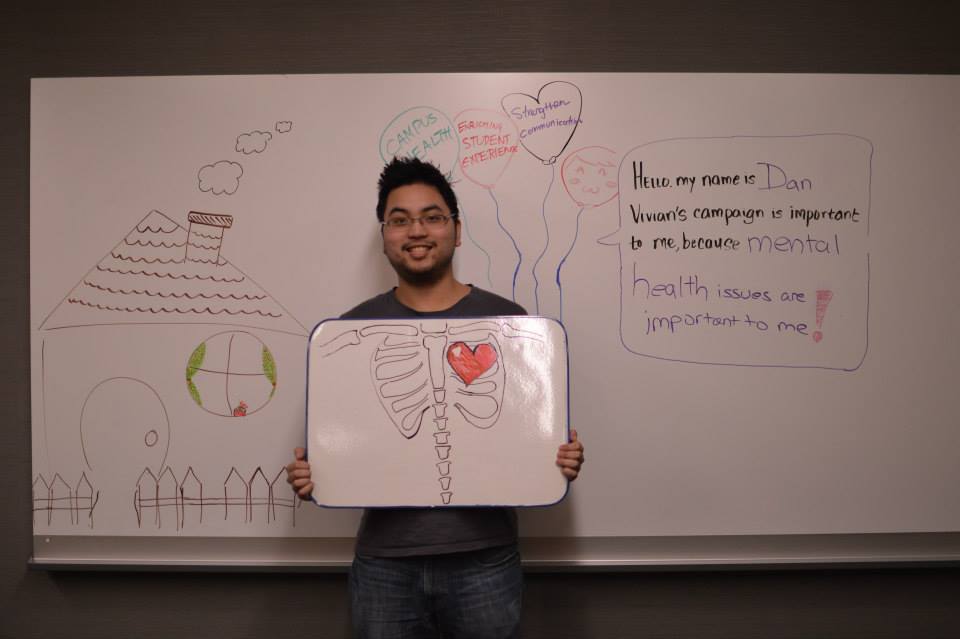 CAMPUS
HEALTH
ENRICHING
STUDENT
EXPERIENCE
Strengthen
Communication
HELLO. my name is Dan
Vivian's campaign is important
to me, because mental
health issues are
important to me!